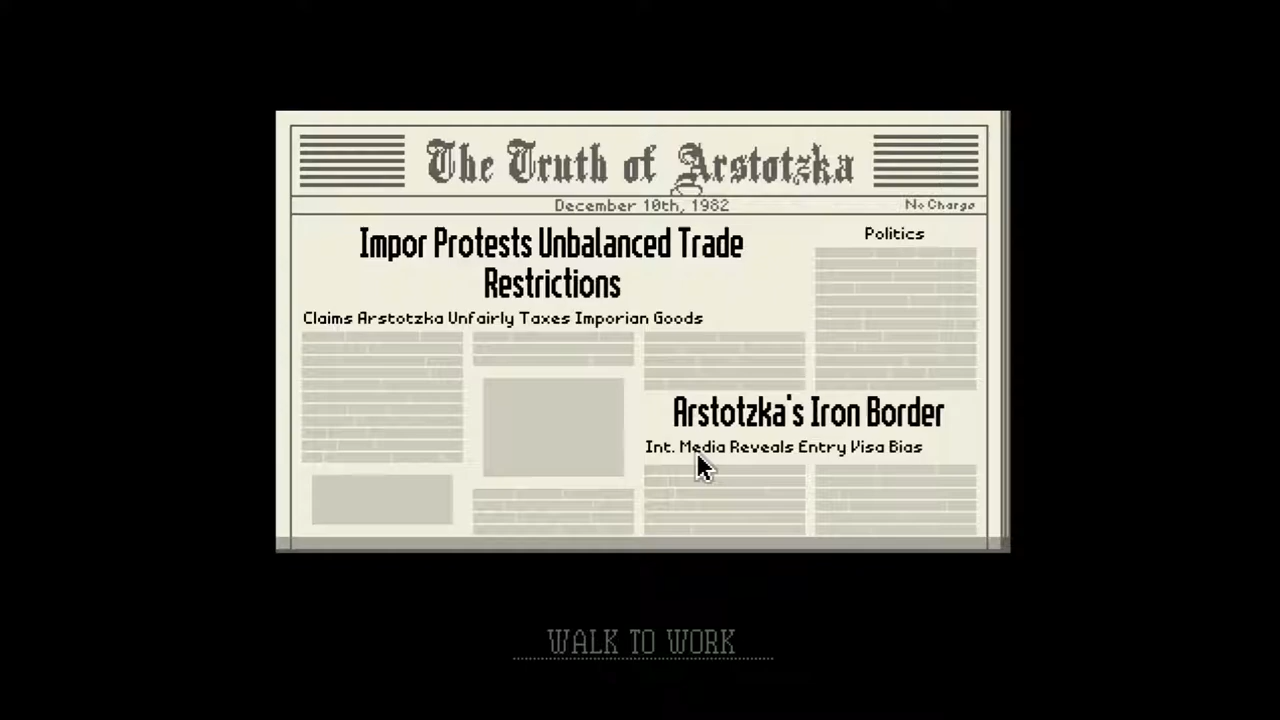 The Truth of Arstotzka
December 10th, 1982
No Charge
Impor Protests Unbalanced Trade
Restrictions
Claims Arstotzka Unfairly Taxes Imporian Goods
Politics
Arstotzka's Iron Border
Int. Media Reveals Entry Visa Bias
WALK TO WORK